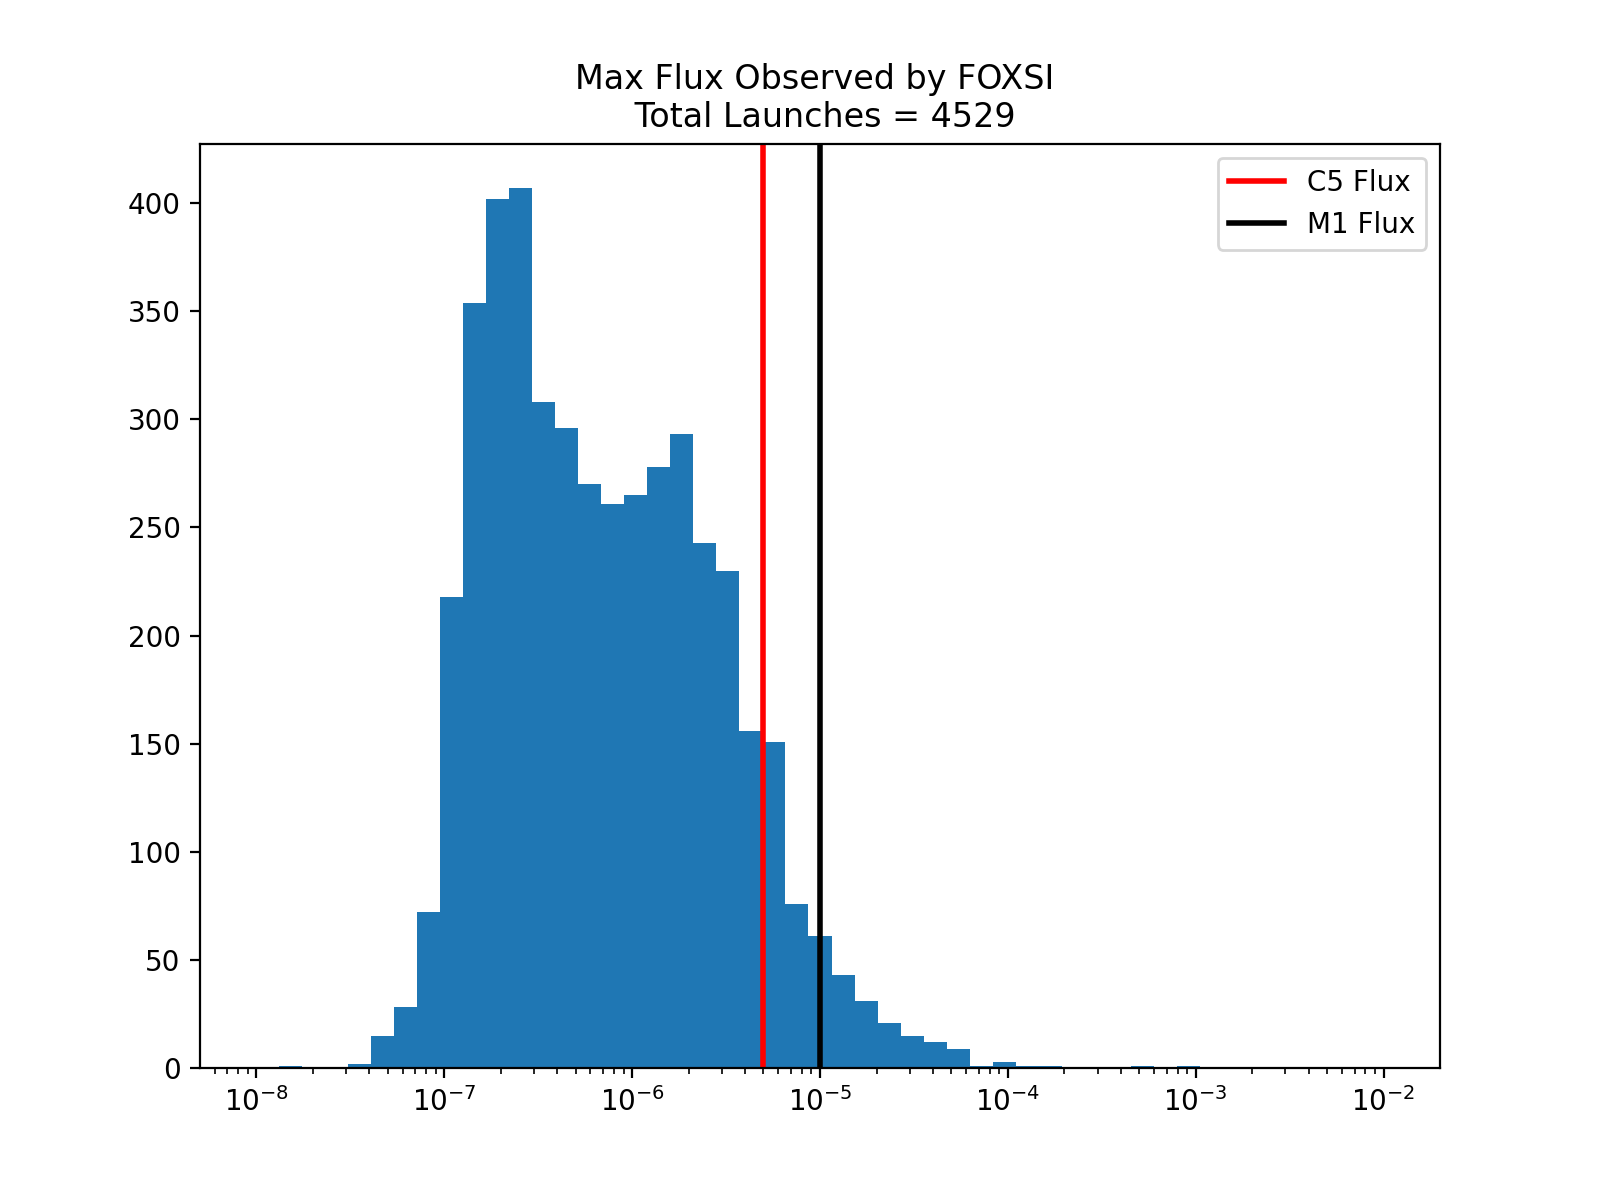 Max Flux Observed by FOXSI
Total Launches = 4529
C5 Flux
M1 Flux
400
350
300
250
200
150
100
50
0
10⁻⁸ 10⁻⁷ 10⁻⁶ 10⁻⁵ 10⁻⁴ 10⁻³ 10⁻²